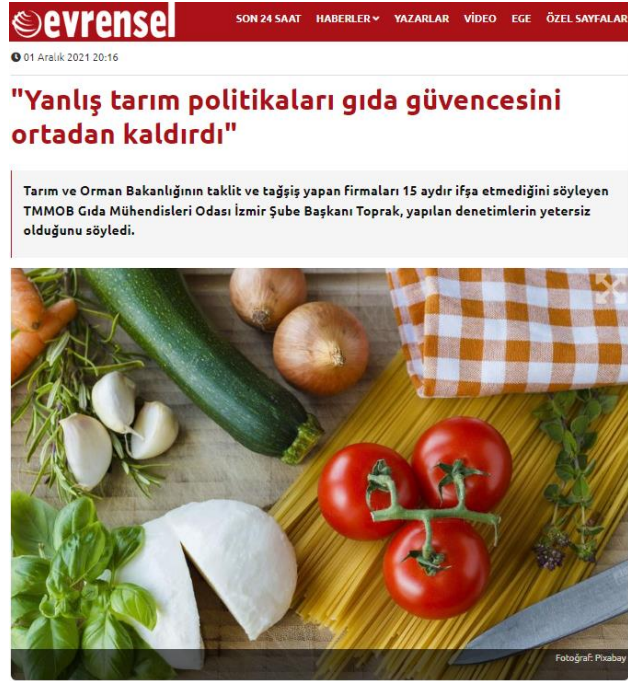 evrensel
SON 24 SAAT HABERLER YAZARLAR VİDEO EGE ÖZEL SAYFALAR
01 Aralık 2021 20:16
"Yanlış tarım politikaları gıda güvencesini
ortadan kaldırdı"
Tarım ve Orman Bakanlığının taklit ve tağşiş yapan firmaları 15 aydır ifşa etmediğini söyleyen
TMMOB Gıda Mühendisleri Odası İzmir Şube Başkanı Toprak, yapılan denetimlerin yetersiz
olduğunu söyledi.
Fotoğraf: Pixabay